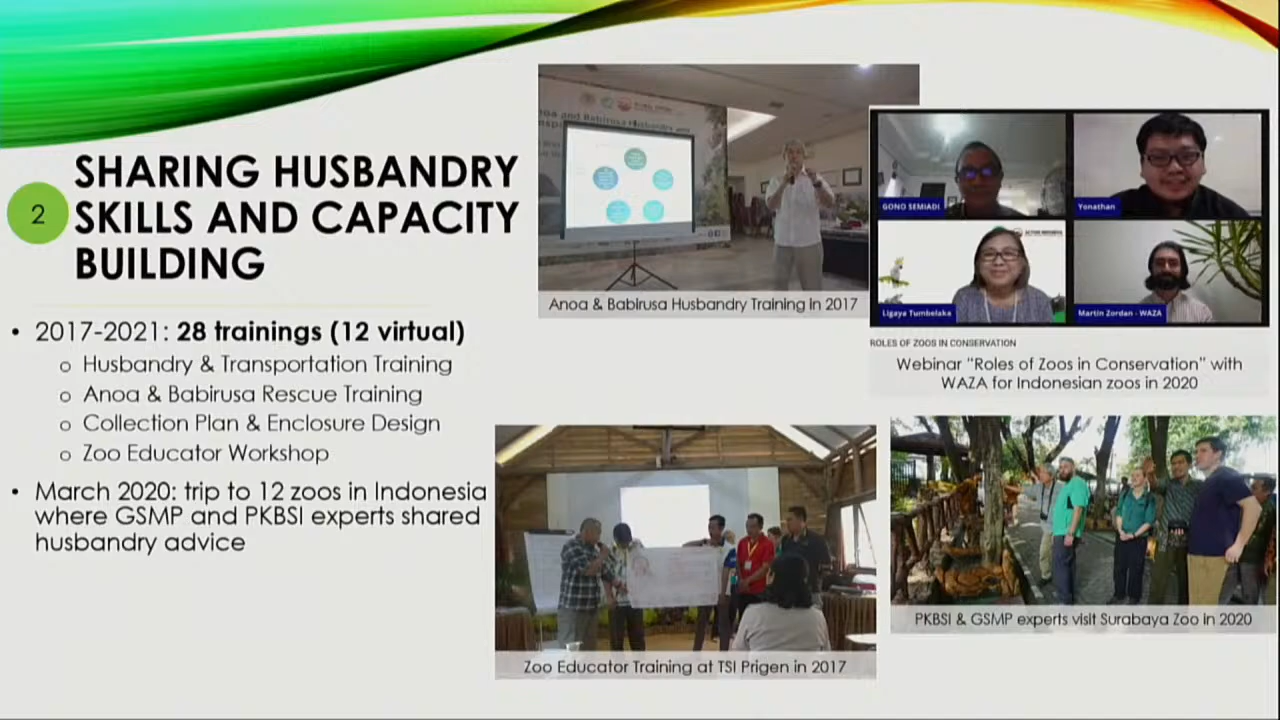 2
SHARING HUSBANDRY
SKILLS AND CAPACITY
BUILDING
• 2017-2021: 28 trainings (12 virtual)
o Husbandry & Transportation Training
o Anoa & Babirusa Rescue Training
o Collection Plan & Enclosure Design
o Zoo Educator Workshop
• March 2020: trip to 12 zoos in Indonesia
where GSMP and PKBSI experts shared
husbandry advice
Anoa & Babirusa Husbandry Training in 2017
GONO SEMIADI
Yonathan
Ligaya Tumbelaka
Martin Zordan - WAZA
ROLES OF ZOOS IN CONSERVATION
Webinar “Roles of Zoos in Conservation” with
WAZA for Indonesian zoos in 2020
Zoo Educator Training at TSI Prigen in 2017
PKBSI & GSMP experts visit Surabaya Zoo in 2020